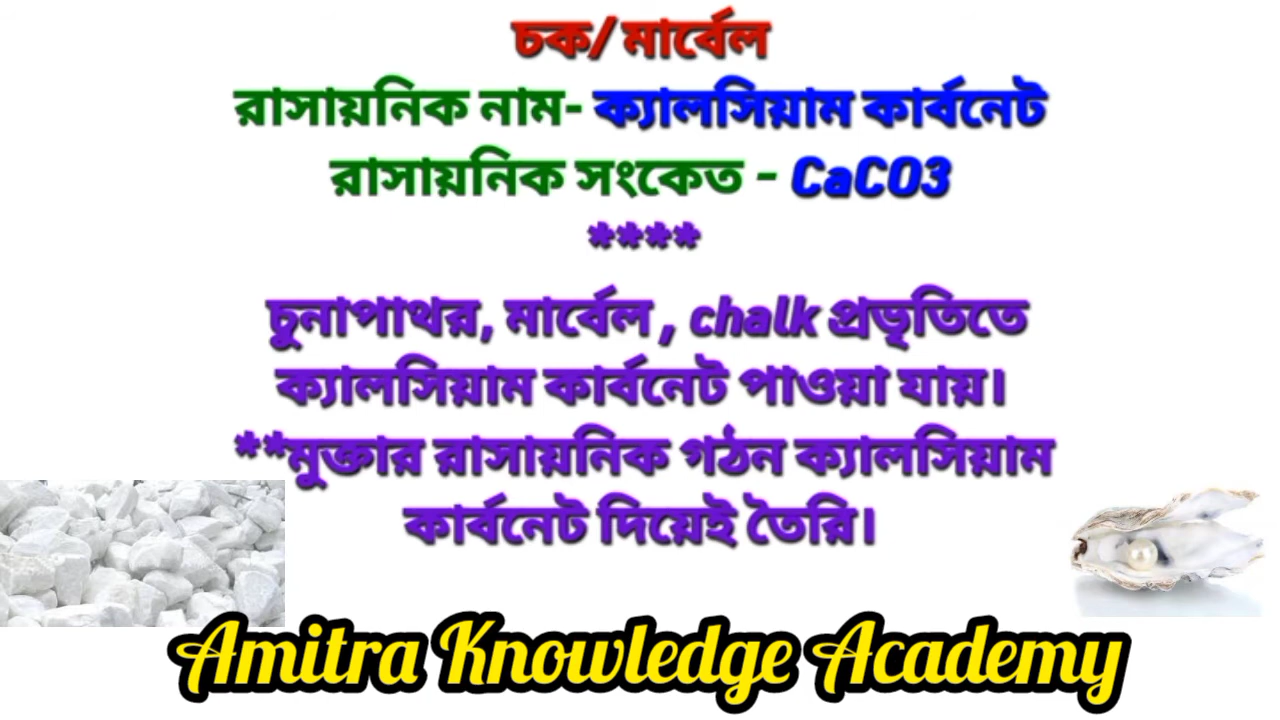 চক/মার্বেল
রাসায়নিক নাম- ক্যালসিয়াম কার্বনেট
রাসায়নিক সংকেত - CaCO3
****
চুনাপাথর, মার্বেল , chalk প্রভৃতিতে
ক্যালসিয়াম কার্বনেট পাওয়া যায়।
**মুক্তার রাসায়নিক গঠন ক্যালসিয়াম
কার্বনেট দিয়েই তৈরি।
Amitra Knowledge Academy